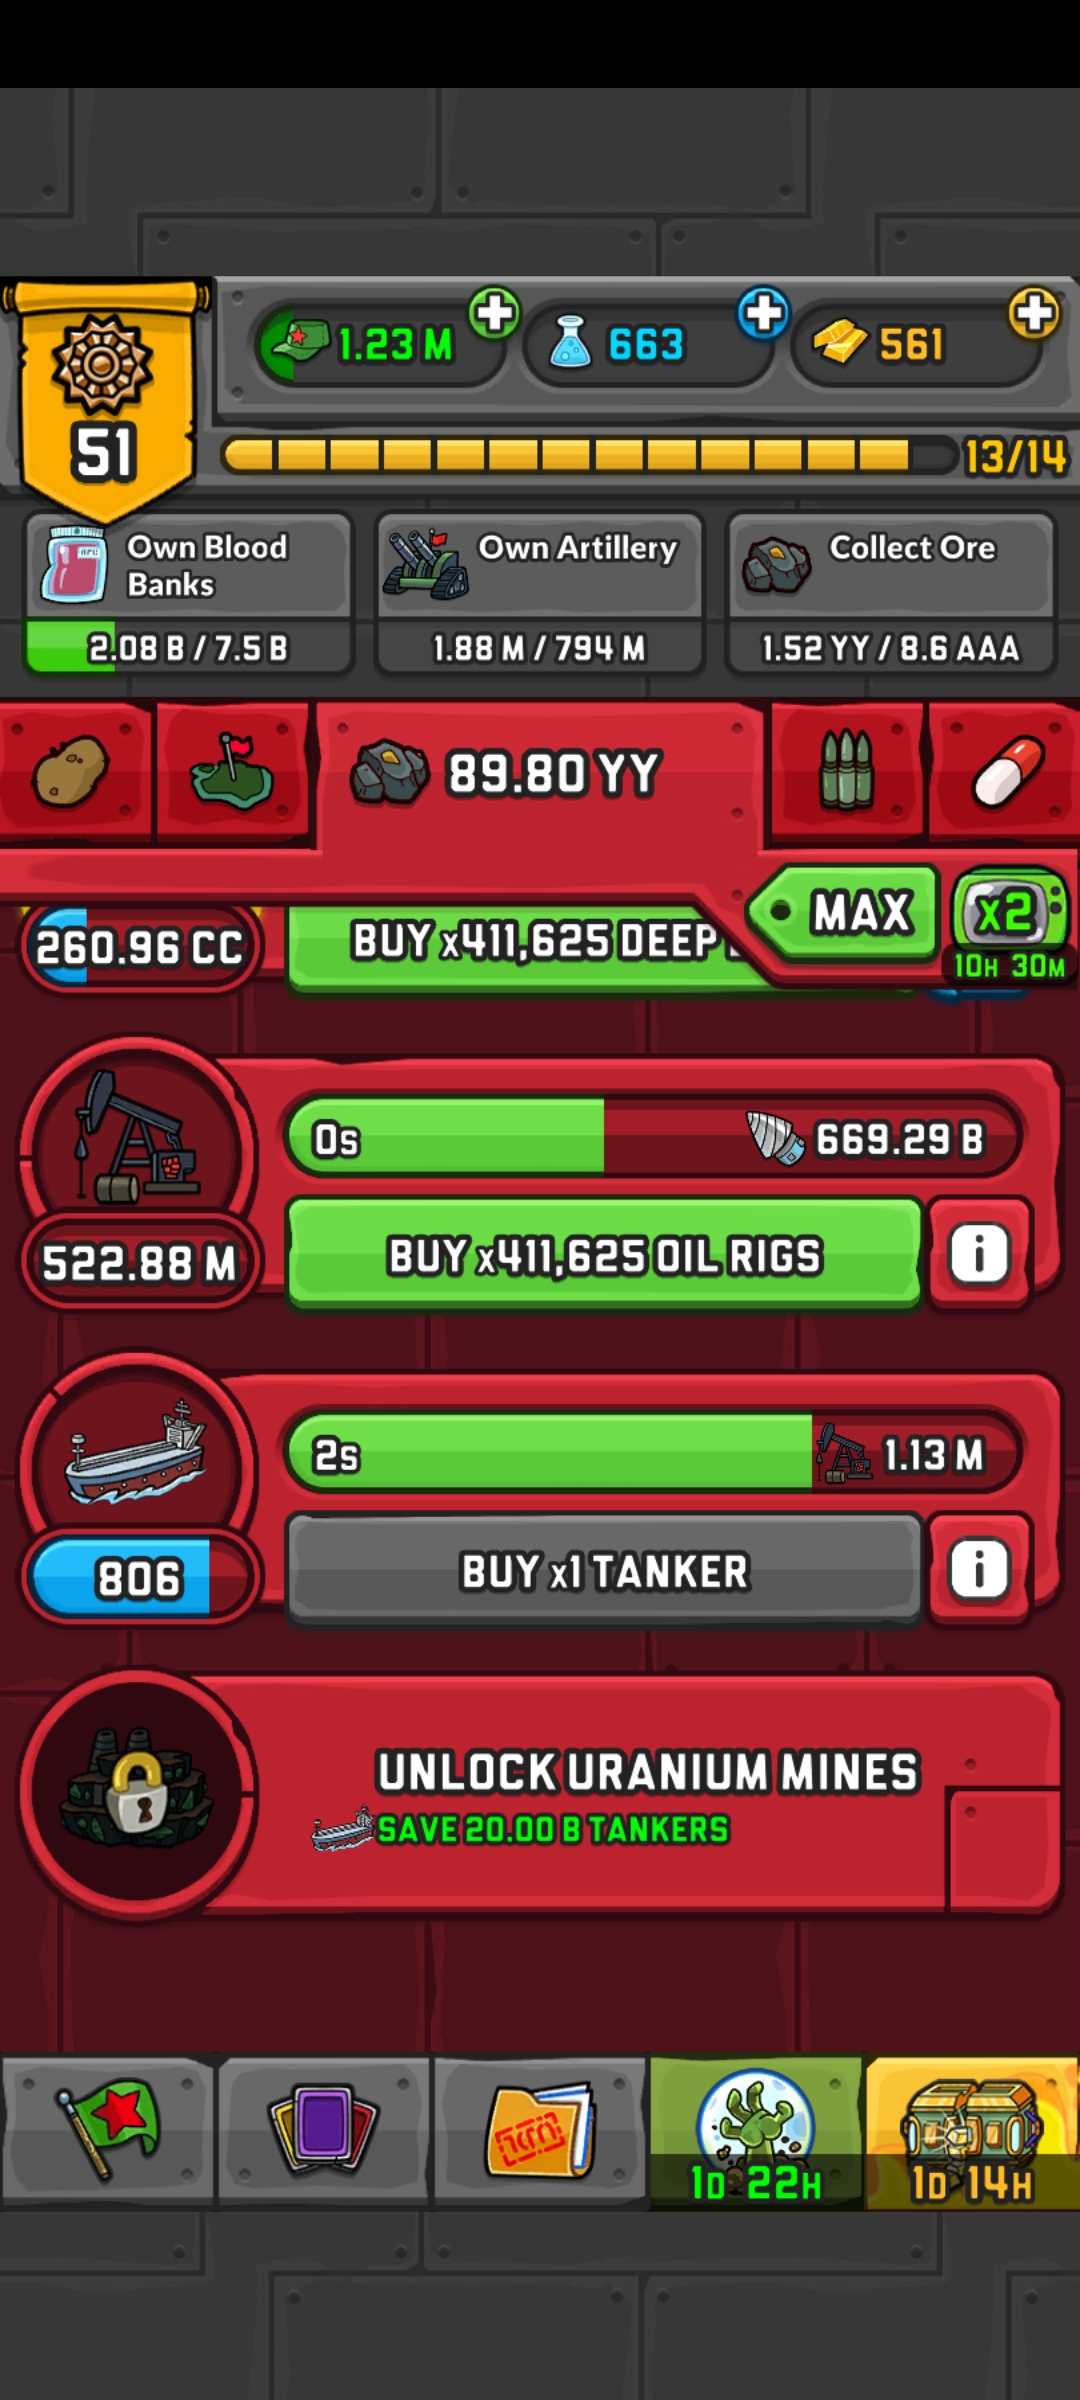 1.23 M
663
561
51
13/14
Own Blood
Banks
Own Artillery
Collect Ore
2.08 B / 7.5 B
1.88 M / 794 M
1.52 YY / 8.6 AAA
89.80 YY
MAX
x2
10H 30M
260.96 CC
BUY x411,625 DEEP
0s
669.29 B
522.88 M
BUY x411,625 OIL RIGS
i
2s
1.13 M
806
BUY x1 TANKER
i
UNLOCK URANIUM MINES
SAVE 20.00 B TANKERS
1D 22H
1D 14H